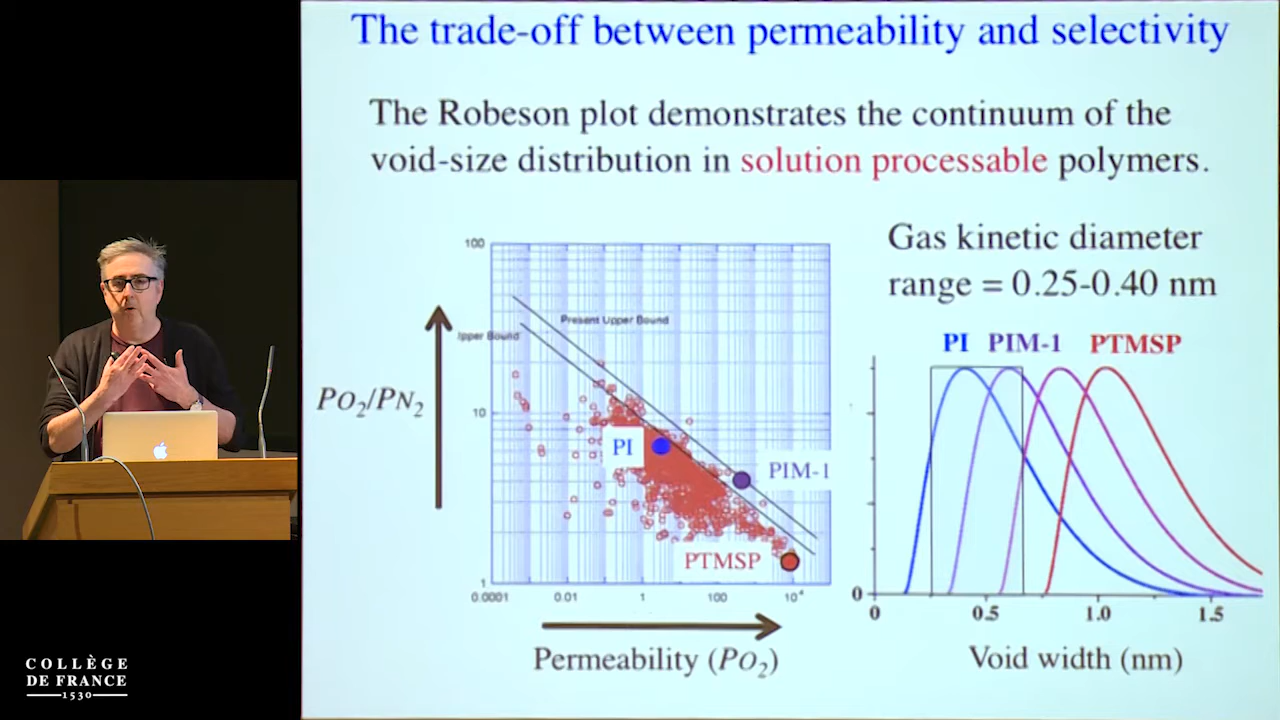 The trade-off between permeability and selectivity
The Robeson plot demonstrates the continuum of the
void-size distribution in solution processable polymers.
Gas kinetic diameter
range = 0.25-0.40 nm
100
Present Upper Bound
Upper Bound
PO2/PN2
10
PI
PIM-1
PTMSP
1
0.0001
0.01
1
100
10⁴
Permeability (PO2)
PI PIM-1 PTMSP
0
0
0.5
1.0
1.5
Void width (nm)
COLLÈGE
DE FRANCE
1530